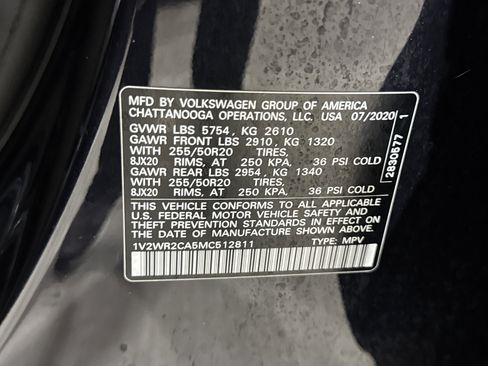 MFD BY VOLKSWAGEN GROUP OF AMERICA
CHATTANOOGA OPERATIONS, LLC. USA 07/2020
GVWR LBS 5754, KG 2610
GAWR FRONT LBS 2910, KG 1320
WITH 255/50R20 TIRES,
8JX20 RIMS, AT 250 KPA. 36 PSI COLD
GAWR REAR LBS 2954, KG 1340
WITH 255/50R20 TIRES,
8JX20 RIMS, AT 250 KPA. 36 PSI COLD
THIS VEHICLE CONFORMS TO ALL APPLICABLE
U.S. FEDERAL MOTOR VEHICLE SAFETY, BUMPER, AND
THEFT PREVENTION STANDARDS IN EFFECT ON THE
DATE OF MANUFACTURE SHOWN ABOVE.
1V2WR2CA5MC512811 TYPE: MPV
2830577 1